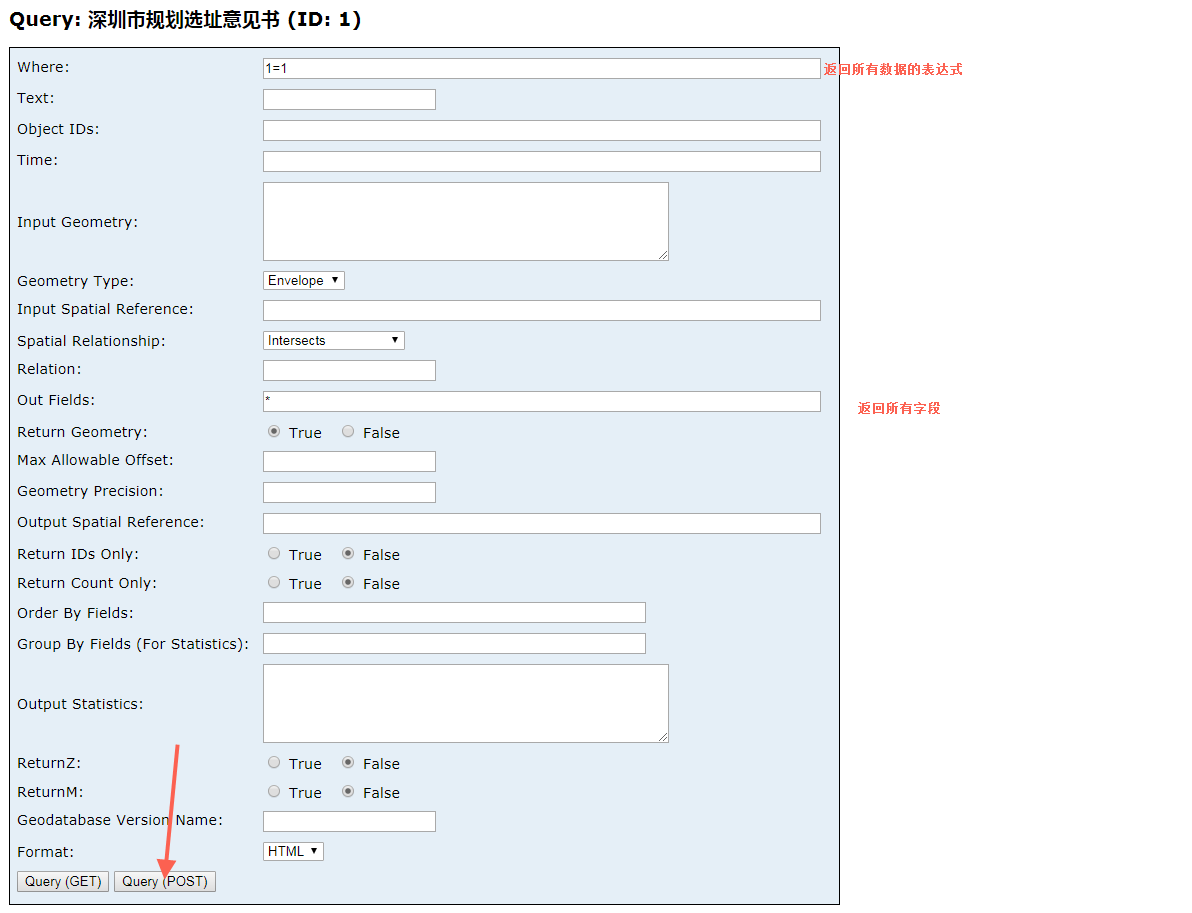 Query: 深圳市规划选址意见书 (ID: 1)
Where: 1=1 返回所有数据的表达式
Text:
Object IDs:
Time:
Input Geometry:
Geometry Type: Envelope
Input Spatial Reference:
Spatial Relationship: Intersects
Relation:
Out Fields: * 返回所有字段
Return Geometry: True False
Max Allowable Offset:
Geometry Precision:
Output Spatial Reference:
Return IDs Only: True False
Return Count Only: True False
Order By Fields:
Group By Fields (For Statistics):
Output Statistics:
ReturnZ: True False
ReturnM: True False
Geodatabase Version Name:
Format: HTML
Query (GET) Query (POST)